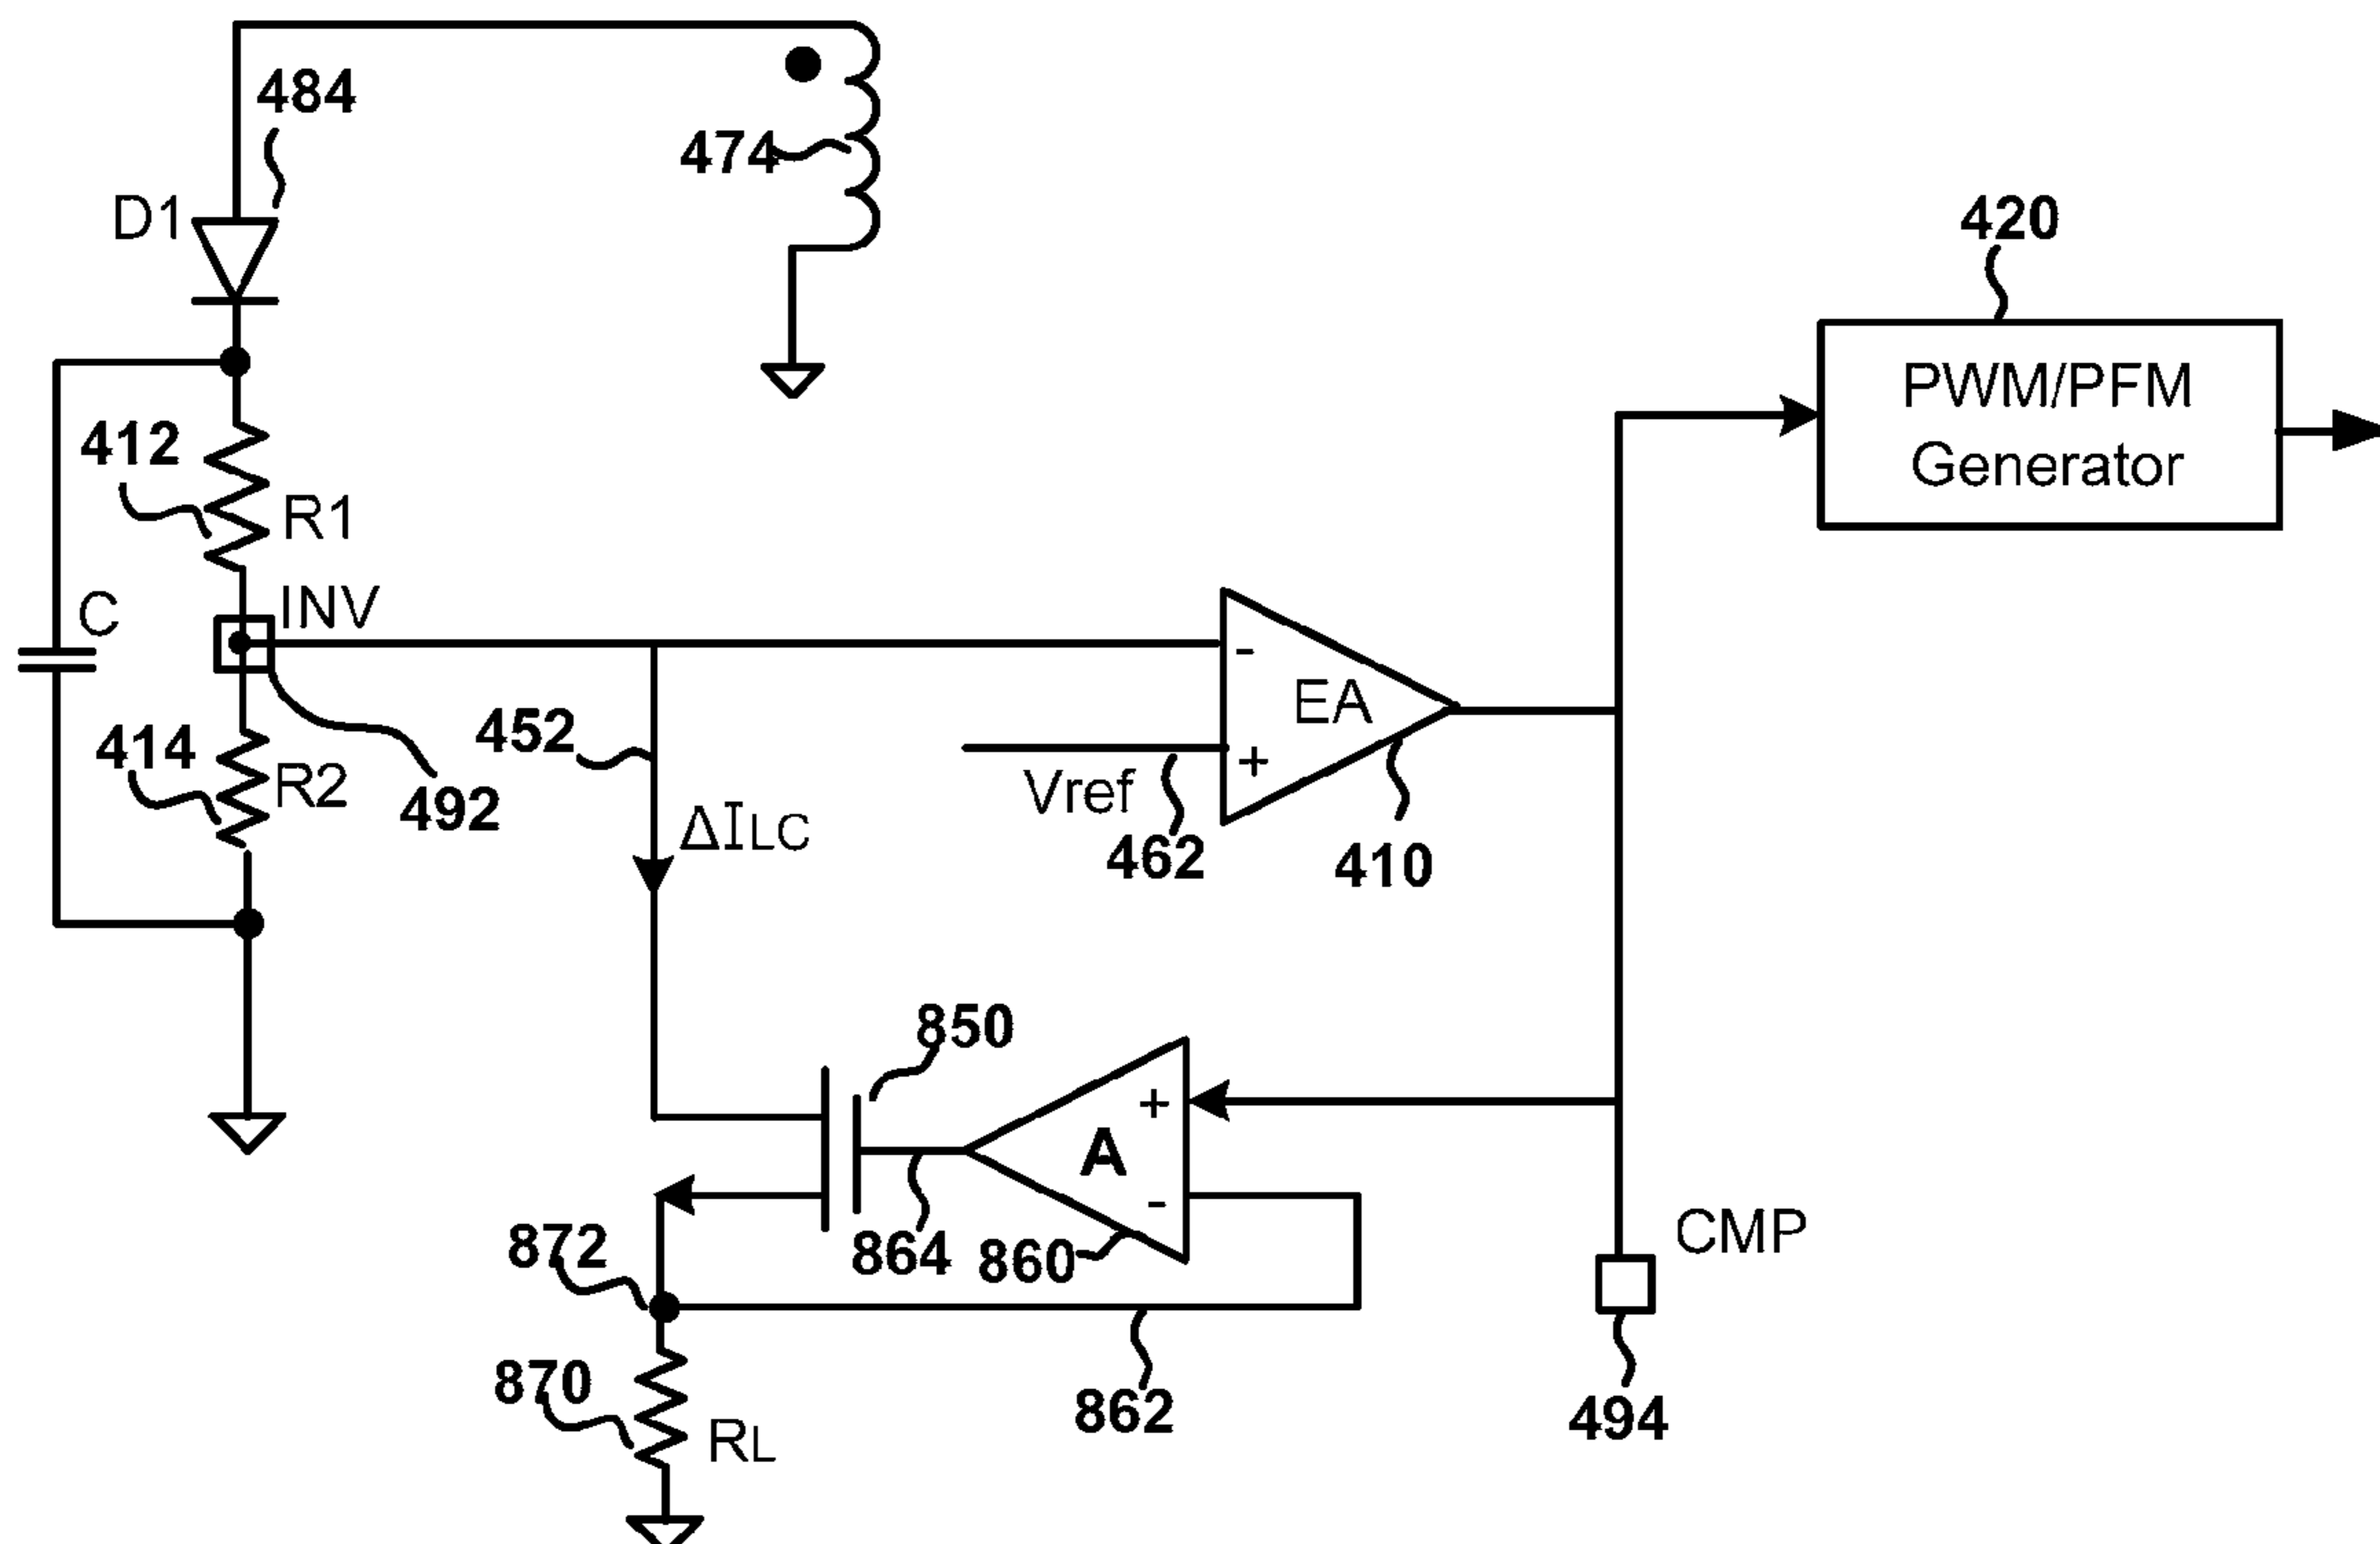 484
474
D1
420
PWM/PFM
Generator
412
R1
INV
C
-
EA
452
414
R2
Vref
+
492
ΔILC
462
410
850
+
A
-
CMP
872
864
860
870
RL
862
494